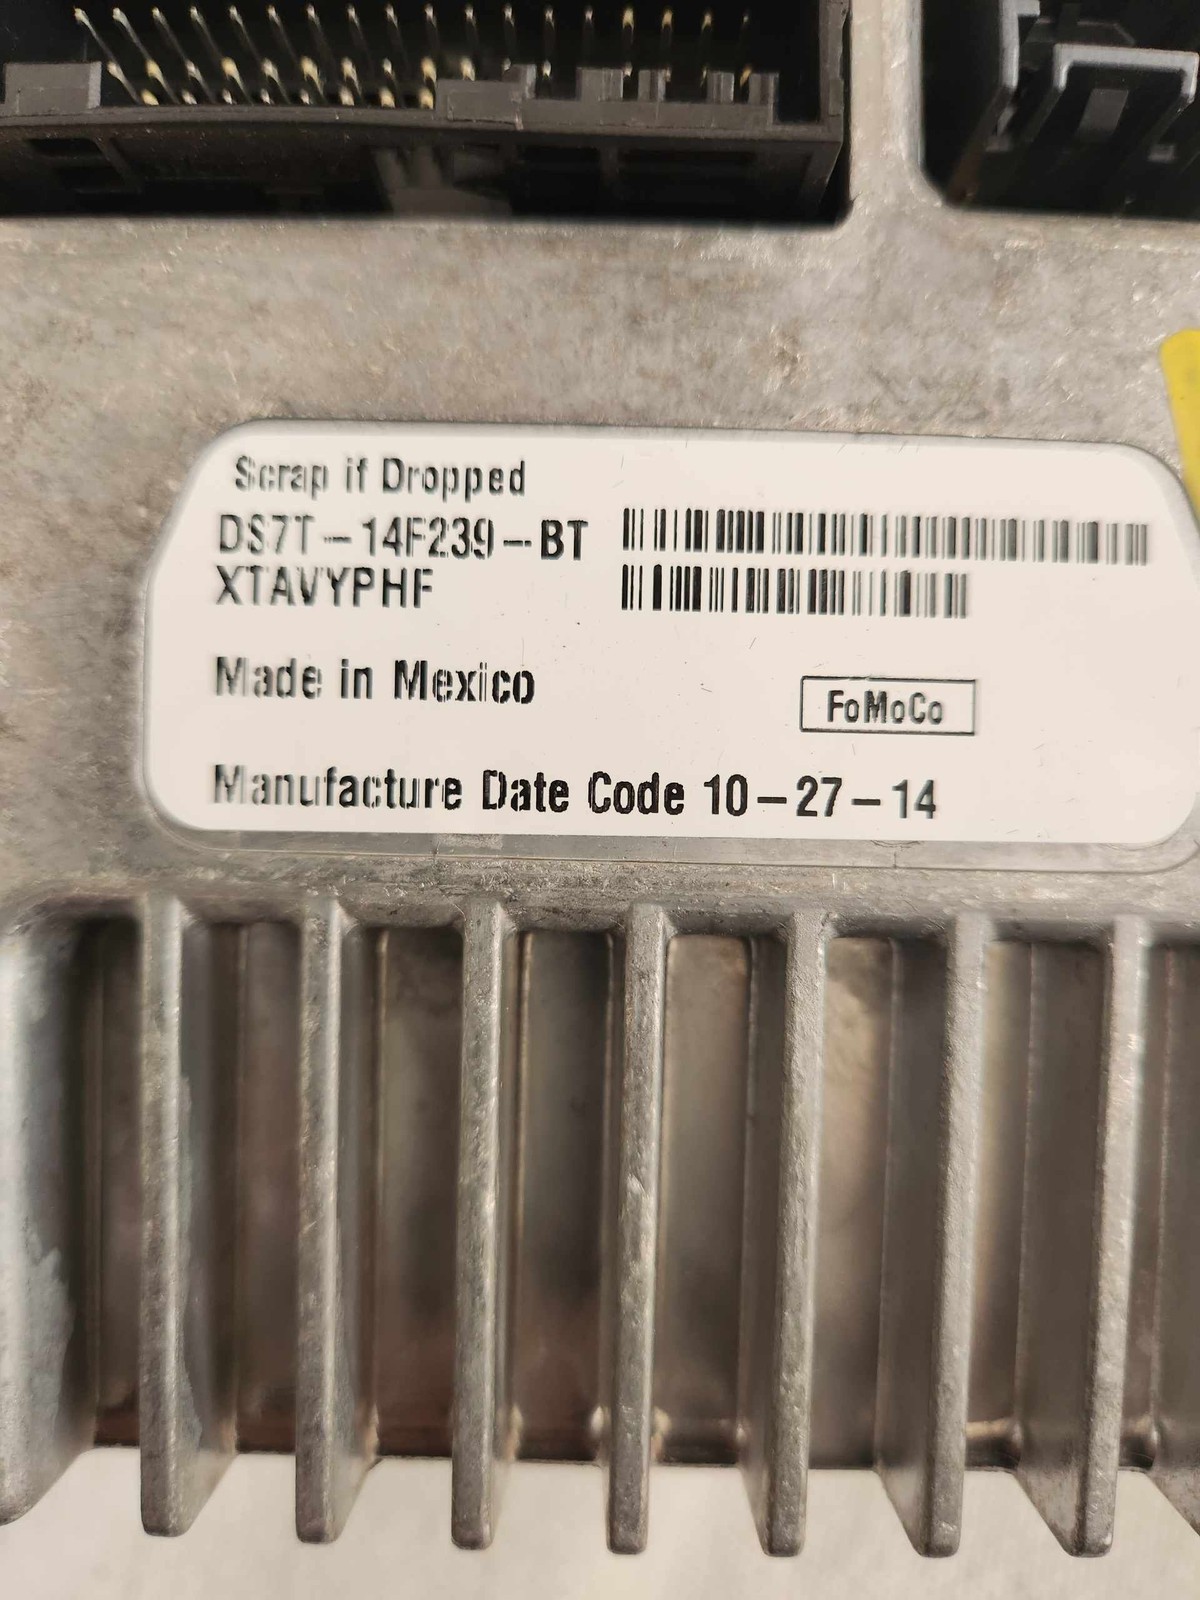 Scrap if Dropped
DS7T-14F239-BT
XTAVYPHF
Made in Mexico
FoMoCo
Manufacture Date Code 10-27-14